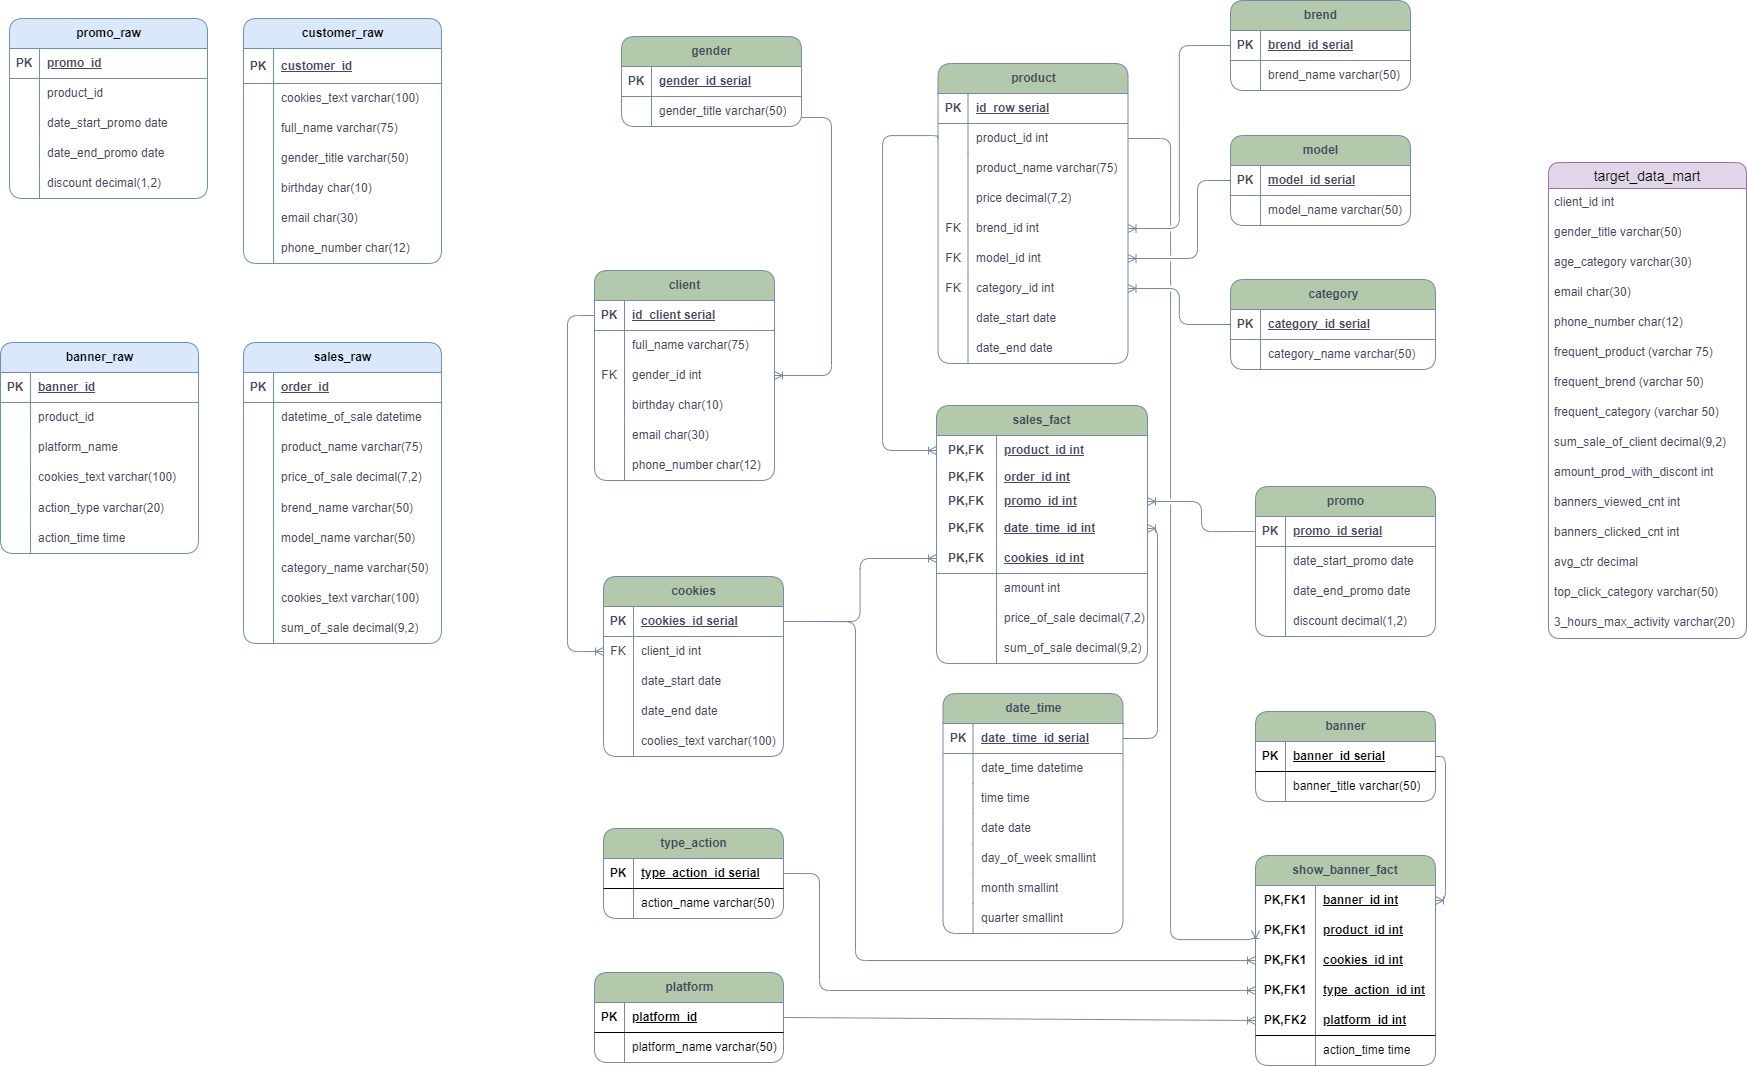 promo_raw
PK promo_id
product_id
date_start_promo date
date_end_promo date
discount decimal(1,2)
customer_raw
PK customer_id
cookies_text varchar(100)
full_name varchar(75)
gender_title varchar(50)
birthday char(10)
email char(30)
phone_number char(12)
banner_raw
PK banner_id
product_id
platform_name
cookies_text varchar(100)
action_type varchar(20)
action_time time
sales_raw
PK order_id
datetime_of_sale datetime
product_name varchar(75)
price_of_sale decimal(7,2)
brend_name varchar(50)
model_name varchar(50)
category_name varchar(50)
cookies_text varchar(100)
sum_of_sale decimal(9,2)
gender
PK gender_id serial
gender_title varchar(50)
client
PK id_client serial
full_name varchar(75)
FK gender_id int
birthday char(10)
email char(30)
phone_number char(12)
cookies
PK cookies_id serial
FK client_id int
date_start date
date_end date
coolies_text varchar(100)
type_action
PK type_action_id serial
action_name varchar(50)
platform
PK platform_id
platform_name varchar(50)
product
PK id_row serial
product_id int
product_name varchar(75)
price decimal(7,2)
FK brend_id int
FK model_id int
FK category_id int
date_start date
date_end date
sales_fact
PK,FK product_id int
PK,FK order_id int
PK,FK promo_id int
PK,FK date_time_id int
PK,FK cookies_id int
amount int
price_of_sale decimal(7,2)
sum_of_sale decimal(9,2)
date_time
PK date_time_id serial
date_time datetime
time time
date date
day_of_week smallint
month smallint
quarter smallint
brend
PK brend_id serial
brend_name varchar(50)
model
PK model_id serial
model_name varchar(50)
category
PK category_id serial
category_name varchar(50)
promo
PK promo_id serial
date_start_promo date
date_end_promo date
discount decimal(1,2)
banner
PK banner_id serial
banner_title varchar(50)
show_banner_fact
PK,FK1 banner_id int
PK,FK1 product_id int
PK,FK1 cookies_id int
PK,FK1 type_action_id int
PK,FK2 platform_id int
action_time time
target_data_mart
client_id int
gender_title varchar(50)
age_category varchar(30)
email char(30)
phone_number char(12)
frequent_product (varchar 75)
frequent_brend (varchar 50)
frequent_category (varchar 50)
sum_sale_of_client decimal(9,2)
amount_prod_with_discont int
banners_viewed_cnt int
banners_clicked_cnt int
avg_ctr decimal
top_click_category varchar(50)
3_hours_max_activity varchar(20)